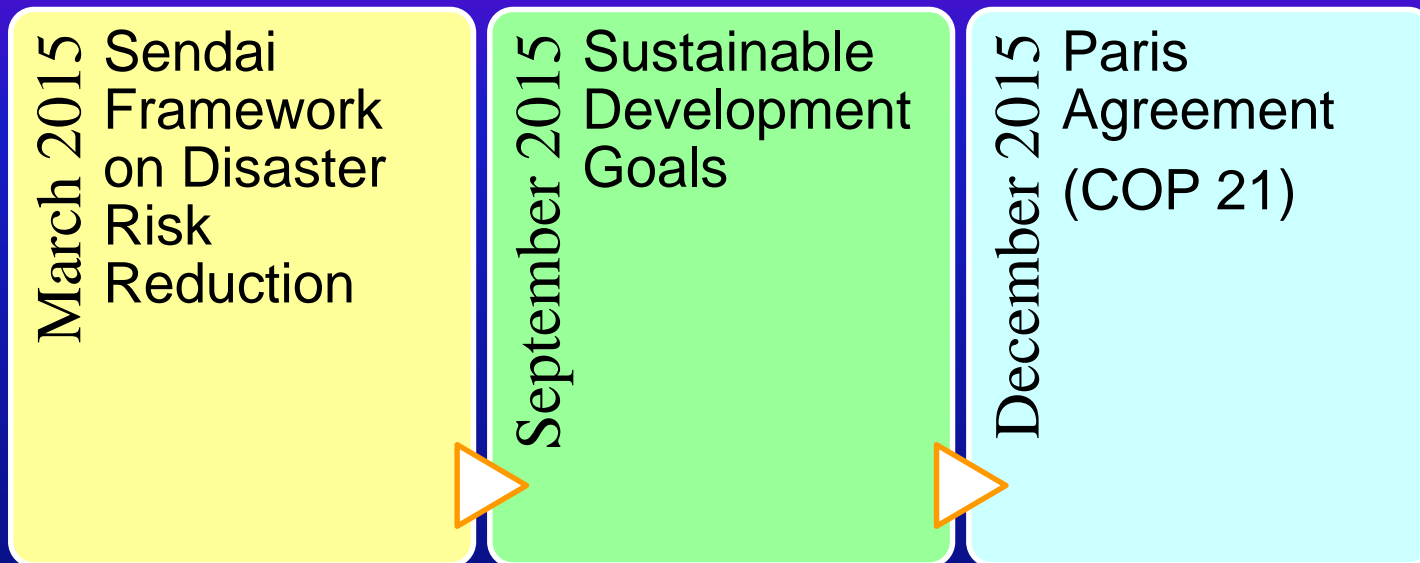 March 2015
Sendai
Framework
on Disaster
Risk
Reduction
September 2015
Sustainable
Development
Goals
December 2015
Paris
Agreement
(COP 21)